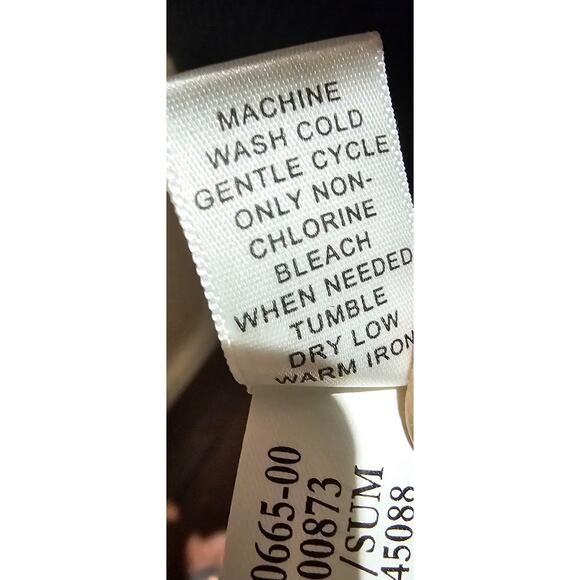 MACHINE
WASH COLD
GENTLE CYCLE
ONLY NON-
CHLORINE
BLEACH
WHEN NEEDED
TUMBLE
DRY LOW
WARM IRON
0665-00
00873
/SUM
45088